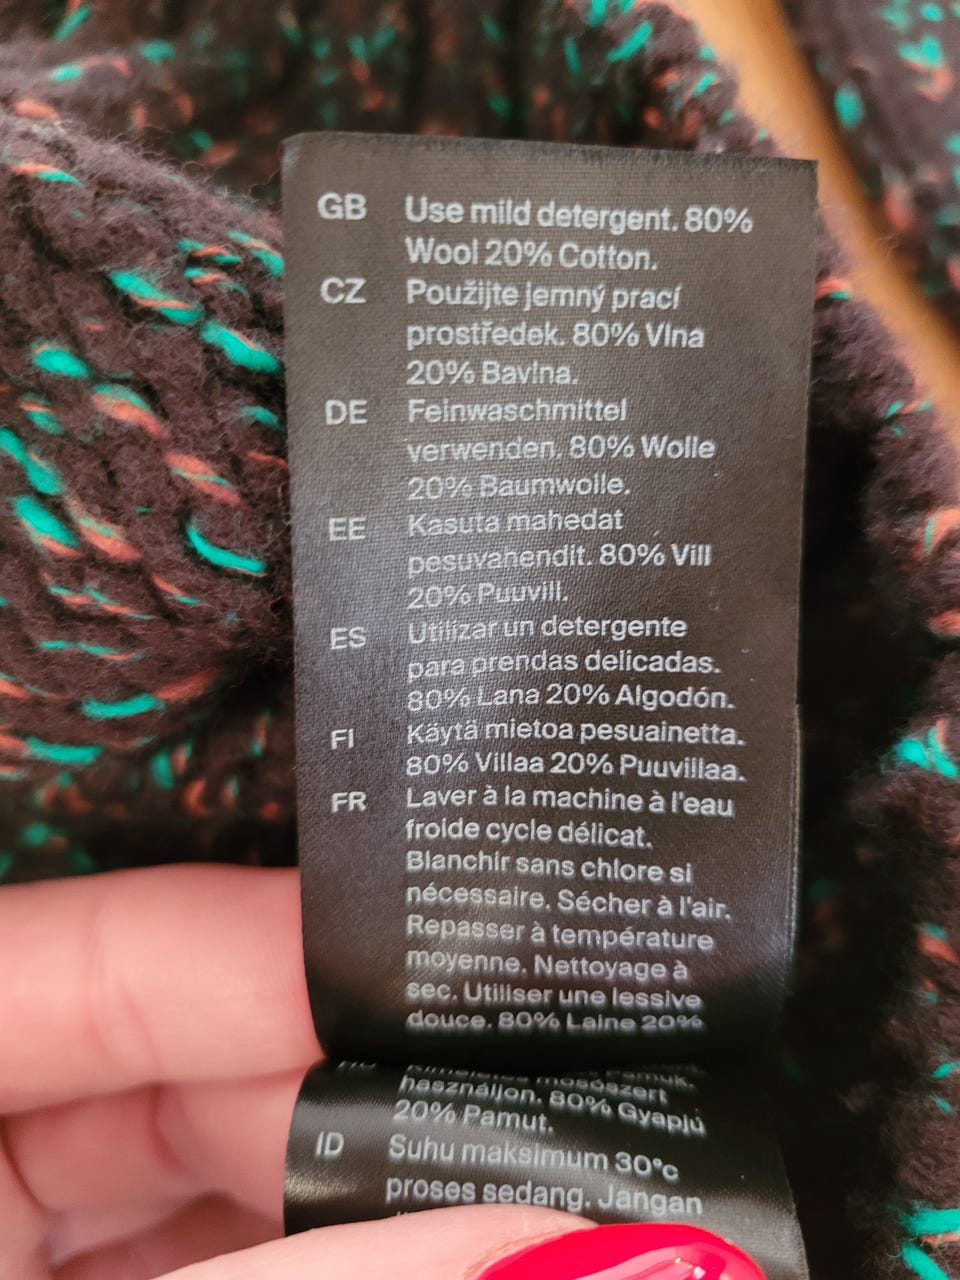 GB Use mild detergent. 80%
Wool 20% Cotton.
CZ Použijte jemný prací
prostředek. 80% Vlna
20% Bavlna.
DE Feinwaschmittel
verwenden. 80% Wolle
20% Baumwolle.
EE Kasuta mahedat
pesuvahendit. 80% Vill
20% Puuvill.
ES Utilizar un detergente
para prendas delicadas.
80% Lana 20% Algodón.
FI Käytä mietoa pesuainetta.
80% Villaa 20% Puuvillaa.
FR Laver à la machine à l'eau
froide cycle délicat.
Blanchir sans chlore si
nécessaire. Sécher à l'air.
Repasser à température
moyenne. Nettoyage à
sec. Utiliser une lessive
douce. 80% Laine 20%
mosószert
használjon. 80% Gyapjú
20% Pamut.
ID Suhu maksimum 30°c
proses sedang. Jangan